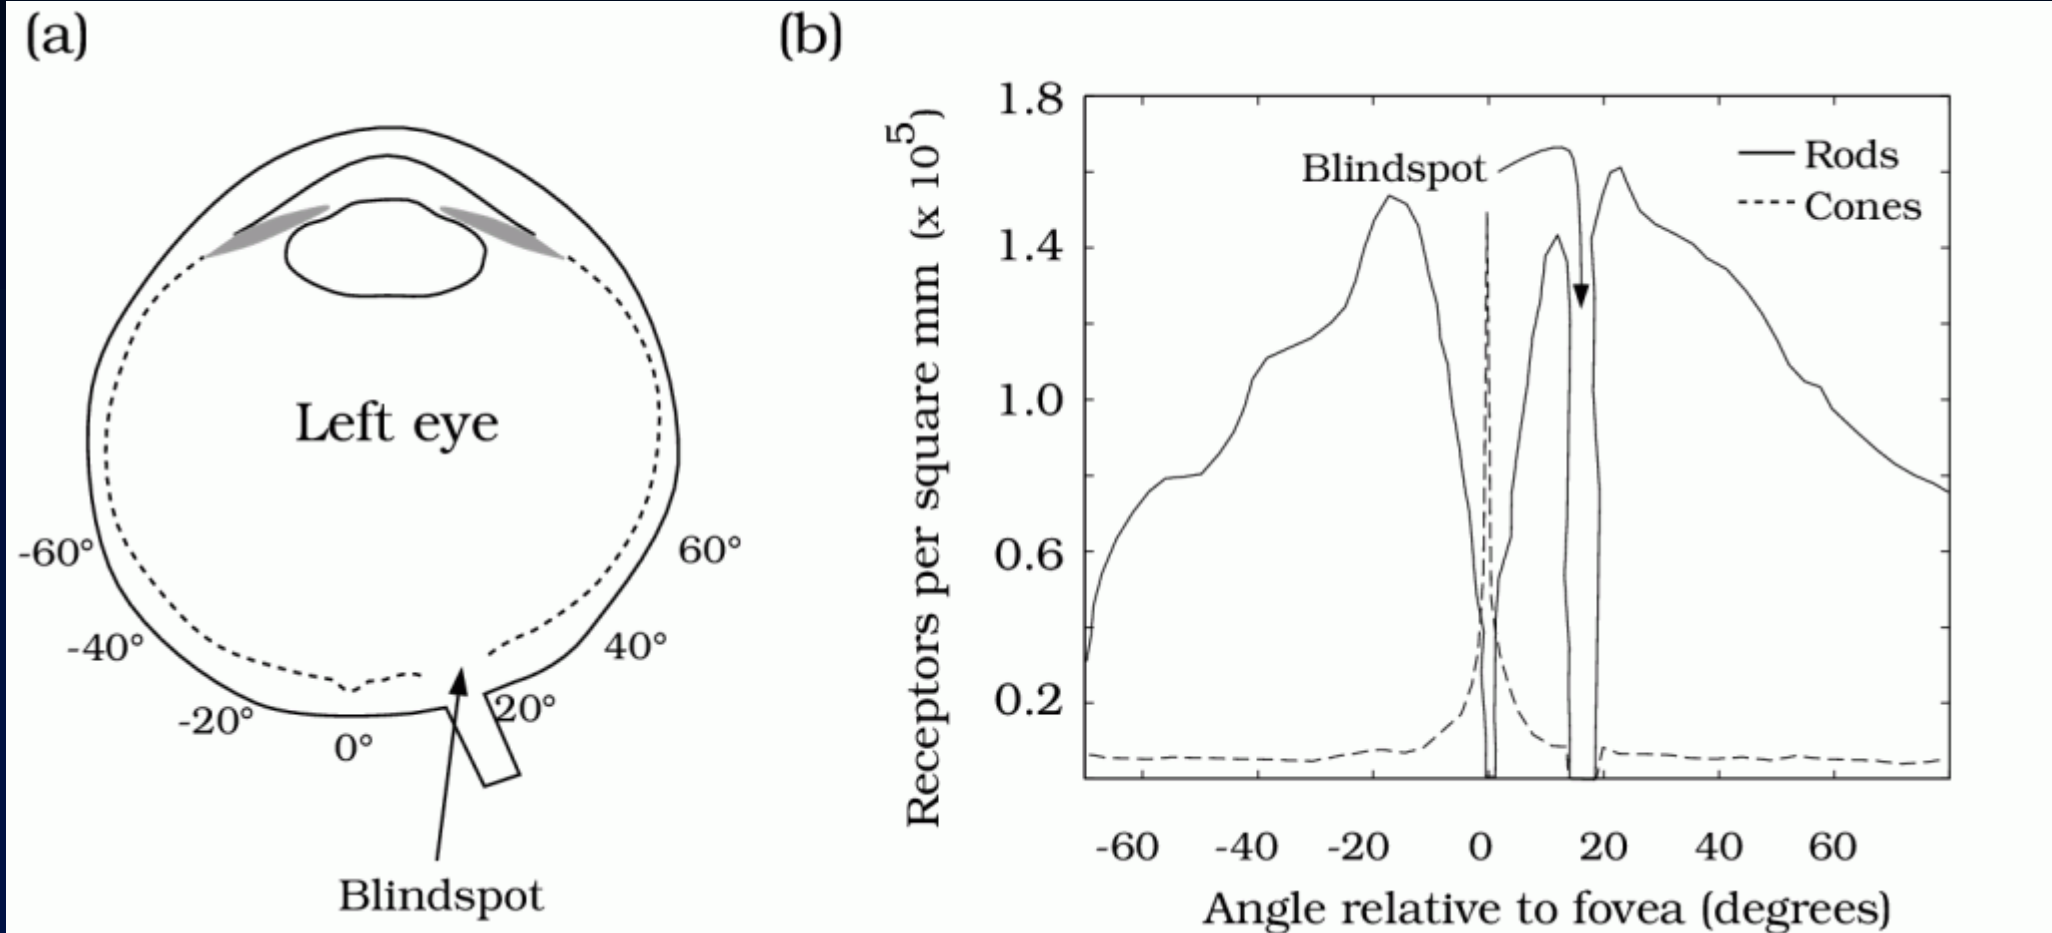 (a)
Left eye
-60°
60°
-40°
40°
-20°
20°
0°
Blindspot
(b)
Receptors per square mm (x 10⁵)
1.8
1.4
1.0
0.6
0.2
Blindspot
Rods
Cones
-60 -40 -20 0 20 40 60
Angle relative to fovea (degrees)